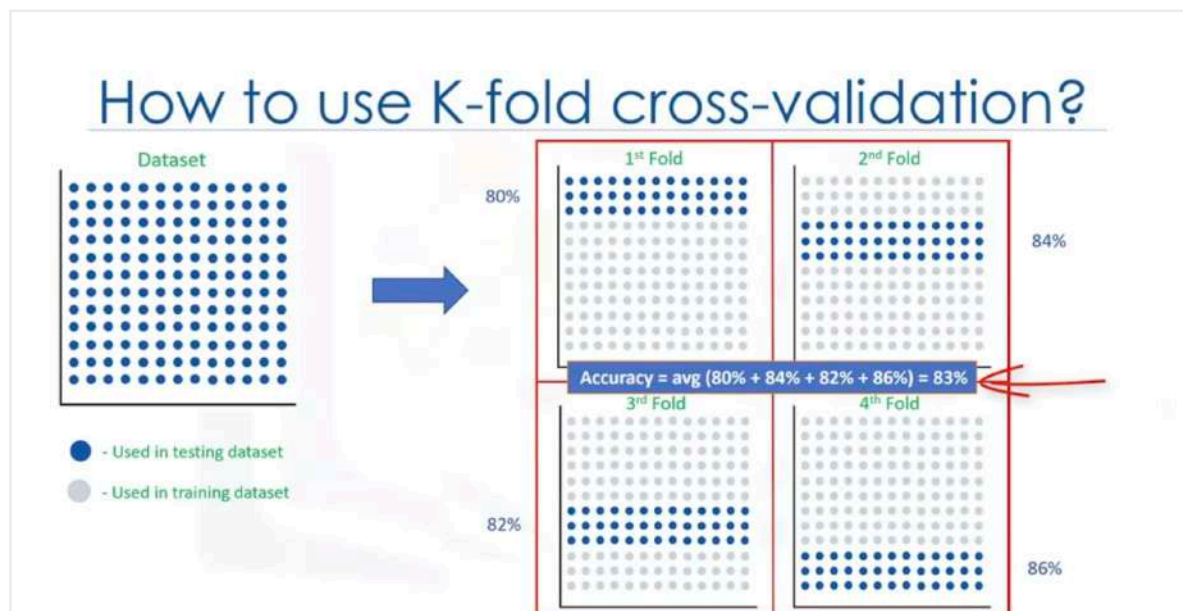 How to use K-fold cross-validation?
Dataset
1st Fold
2nd Fold
80%
84%
Accuracy = avg (80% + 84% + 82% + 86%) = 83%
3rd Fold
4th Fold
- Used in testing dataset
- Used in training dataset
82%
86%